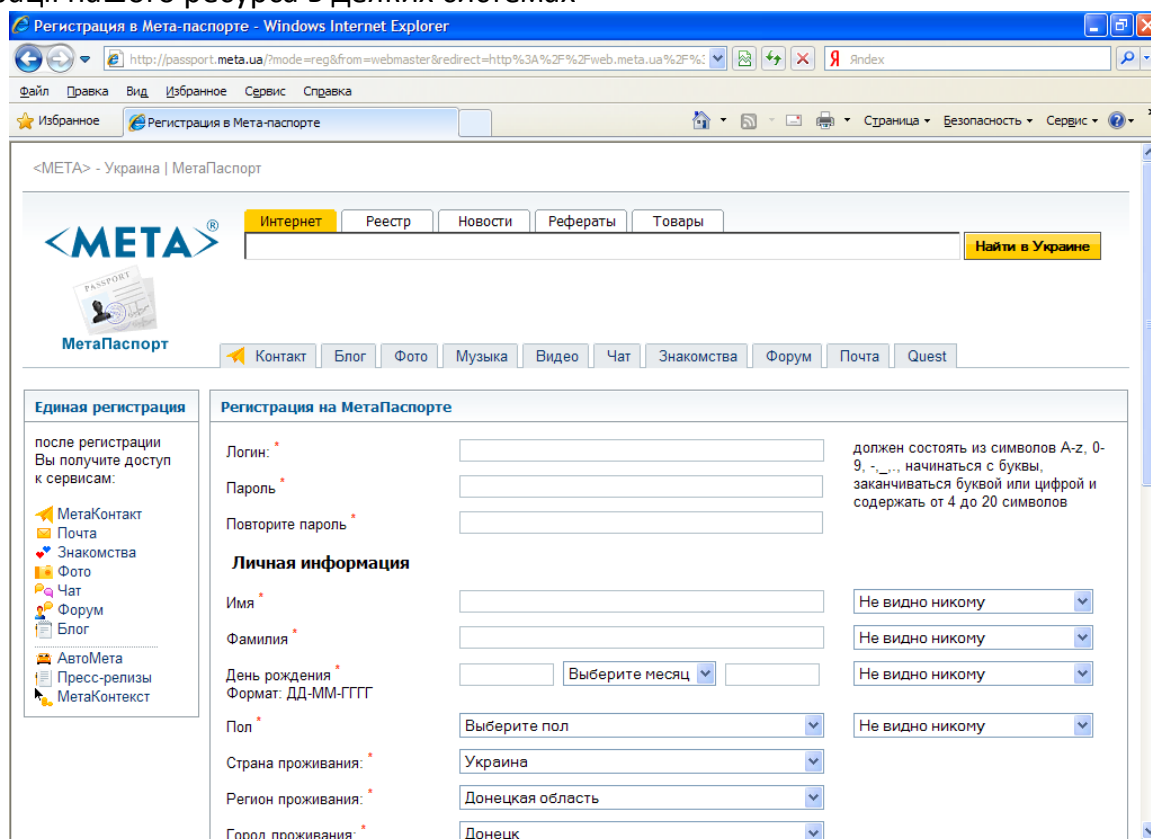 рації нашого ресурсу в деяких системах
Регистрация в Мета-паспорте - Windows Internet Explorer
http://passport.meta.ua/?mode=reg&from=webmaster&redirect=http%3A%2F%2Fweb.meta.ua%2F%:
Яndex
Файл Правка Вид Избранное Сервис Справка
Избранное
Регистрация в Мета-паспорте
Страница
Безопасность
Сервис
<META> - Украина | МетаПаспорт
Интернет
Реестр
Новости
Рефераты
Товары
<META>®
Найти в Украине
PASSPORT
МетаПаспорт
Контакт
Блог
Фото
Музыка
Видео
Чат
Знакомства
Форум
Почта
Quest
Единая регистрация
после регистрации
Вы получите доступ
к сервисам:
МетаКонтакт
Почта
Знакомства
Фото
Чат
Форум
Блог
АвтоМета
Пресс-релизы
МетаКонтекст
Регистрация на МетаПаспорте
Логин: *
должен состоять из символов A-z, 0-
9, -,_,., начинаться с буквы,
заканчиваться буквой или цифрой и
содержать от 4 до 20 символов
Пароль *
Повторите пароль *
Личная информация
Имя *
Не видно никому
Фамилия *
Не видно никому
День рождения *
Формат: ДД-ММ-ГГГГ
Выберите месяц
Не видно никому
Пол *
Выберите пол
Не видно никому
Страна проживания: *
Украина
Регион проживания: *
Донецкая область
Город проживания: *
Донецк